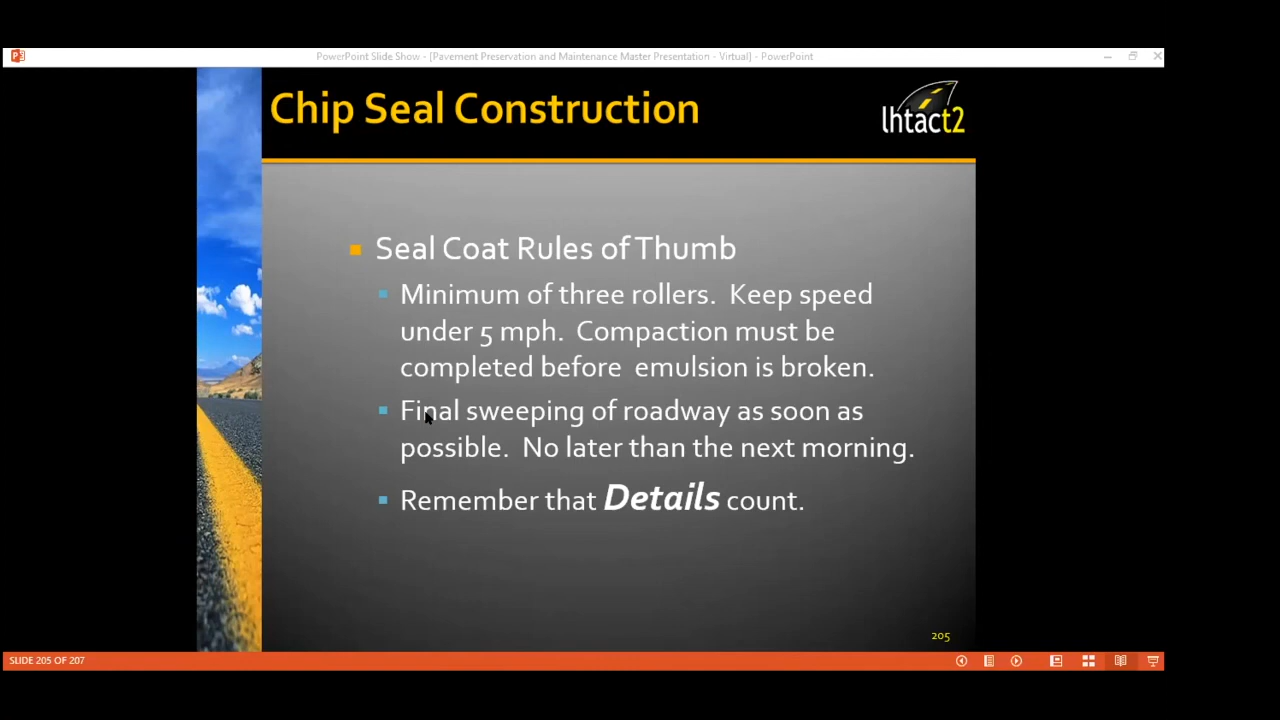 PowerPoint Slide Show - [Pavement Preservation and Maintenance Master Presentation - Virtual] - PowerPoint
Chip Seal Construction
lhtact2
Seal Coat Rules of Thumb
Minimum of three rollers. Keep speed
under 5 mph. Compaction must be
completed before emulsion is broken.
Final sweeping of roadway as soon as
possible. No later than the next morning.
Remember that Details count.
205
SLIDE 205 OF 207